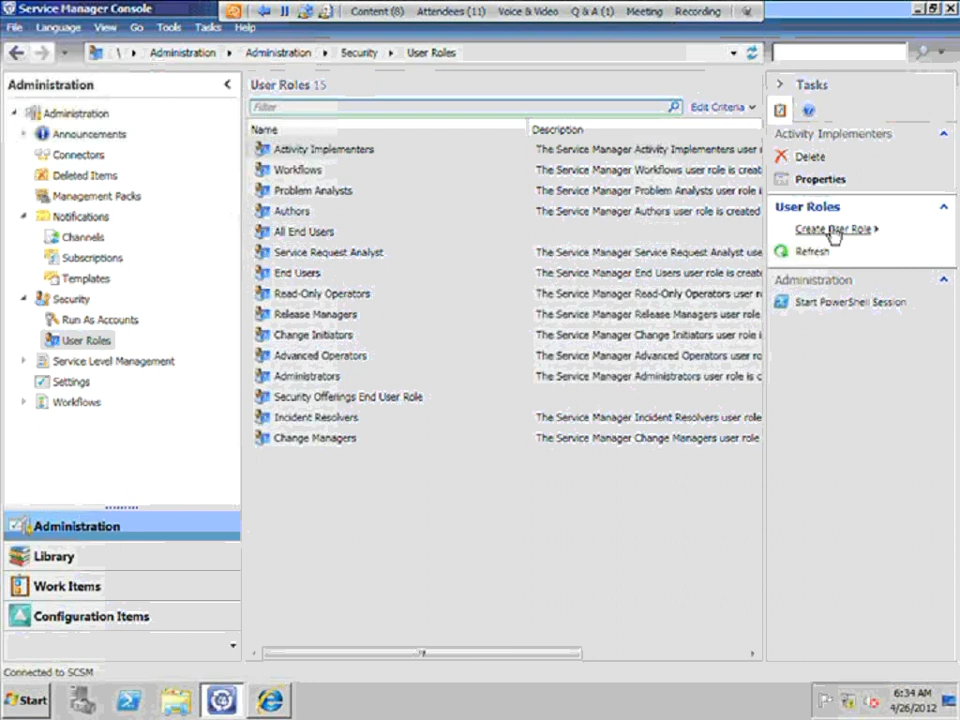 Service Manager Console
Content (8) Attendees (11) Voice & Video Q & A (1) Meeting Recording
File Language View Go Tools Tasks Help
\ Administration Administration Security User Roles
Administration
Administration
Announcements
Connectors
Deleted Items
Management Packs
Notifications
Channels
Subscriptions
Templates
Security
Run As Accounts
User Roles
Service Level Management
Settings
Workflows
Administration
Library
Work Items
Configuration Items
User Roles 15
Filter Edit Criteria
Name Description
Activity Implementers The Service Manager Activity Implementers user r
Workflows The Service Manager Workflows user role is creat
Problem Analysts The Service Manager Problem Analysts user role i
Authors The Service Manager Authors user role is created
All End Users
Service Request Analyst The Service Manager Service Request Analyst use
End Users The Service Manager End Users user role is create
Read-Only Operators The Service Manager Read-Only Operators user r
Release Managers The Service Manager Release Managers user role
Change Initiators The Service Manager Change Initiators user role
Advanced Operators The Service Manager Advanced Operators user ro
Administrators The Service Manager Administrators user role is c
Security Offerings End User Role
Incident Resolvers The Service Manager Incident Resolvers user role
Change Managers The Service Manager Change Managers user role
Tasks
Activity Implementers
Delete
Properties
User Roles
Create User Role
Refresh
Administration
Start PowerShell Session
Connected to SCSM
Start
6:34 AM
4/26/2012